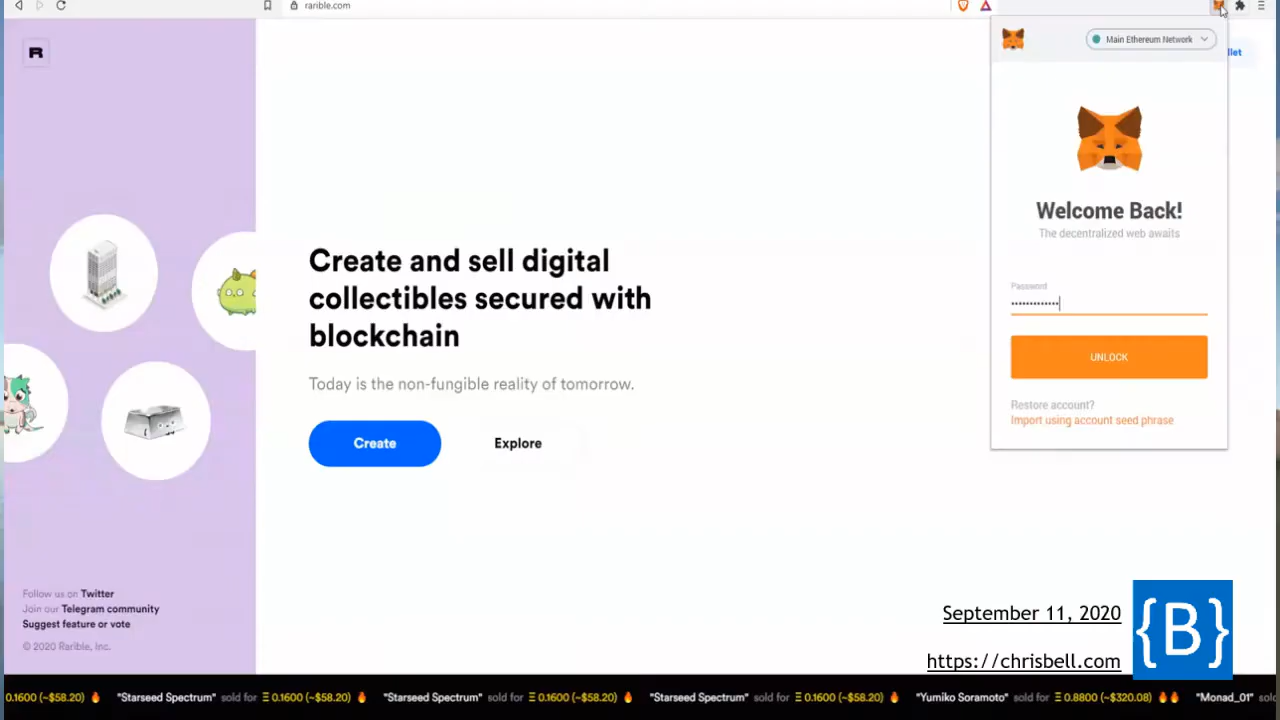 rarible.com
Main Ethereum Network
R
Welcome Back!
The decentralized web awaits
Password
UNLOCK
Restore account?
Import using account seed phrase
Create and sell digital
collectibles secured with
blockchain
Today is the non-fungible reality of tomorrow.
Create
Explore
Follow us on Twitter
Join our Telegram community
Suggest feature or vote
© 2020 Rarible, Inc.
September 11, 2020
https://chrisbell.com
{B}
0.1600 (~$58.20) "Starseed Spectrum" sold for Ξ 0.1600 (~$58.20) "Starseed Spectrum" sold for Ξ 0.1600 (~$58.20) "Starseed Spectrum" sold for Ξ 0.1600 (~$58.20) "Yumiko Soramoto" sold for Ξ 0.8800 (~$320.08) "Monad_01"